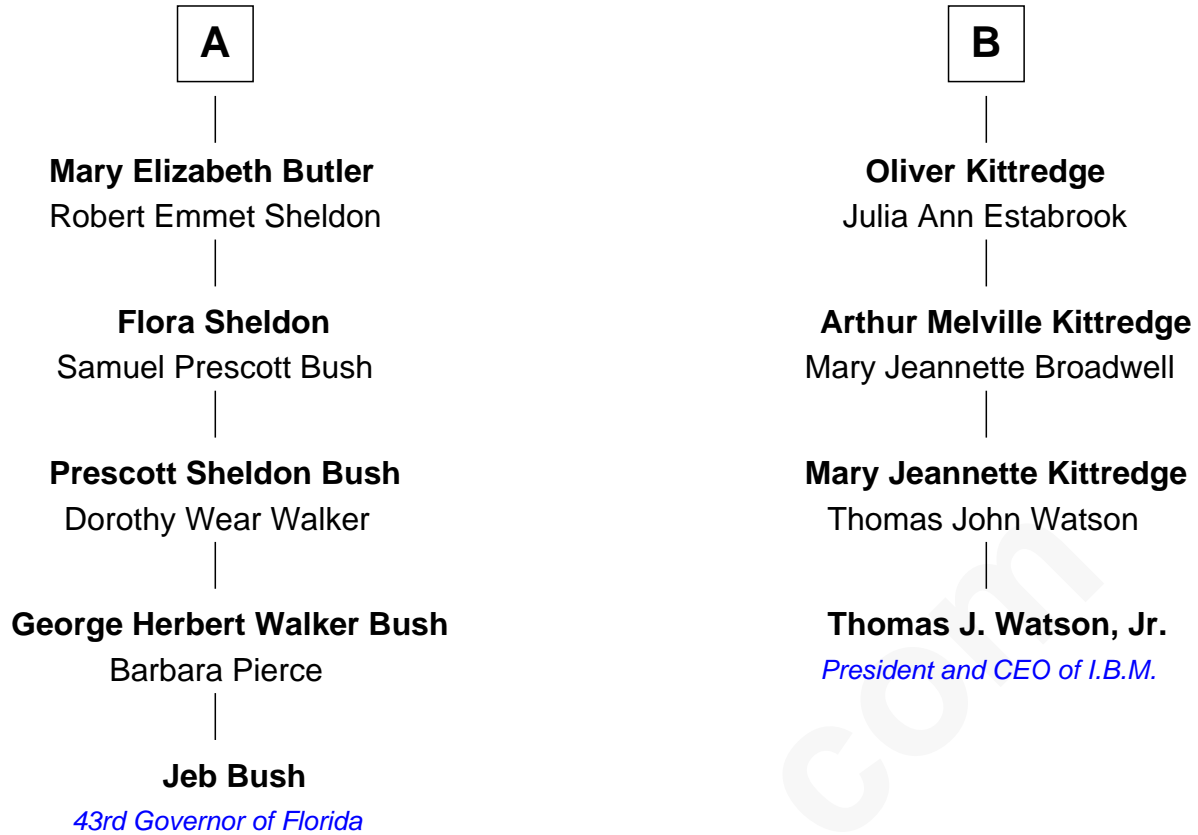 A
Mary Elizabeth Butler
Robert Emmet Sheldon
Flora Sheldon
Samuel Prescott Bush
Prescott Sheldon Bush
Dorothy Wear Walker
George Herbert Walker Bush
Barbara Pierce
Jeb Bush
43rd Governor of Florida
B
Oliver Kittredge
Julia Ann Estabrook
Arthur Melville Kittredge
Mary Jeannette Broadwell
Mary Jeannette Kittredge
Thomas John Watson
Thomas J. Watson, Jr.
President and CEO of I.B.M.
com